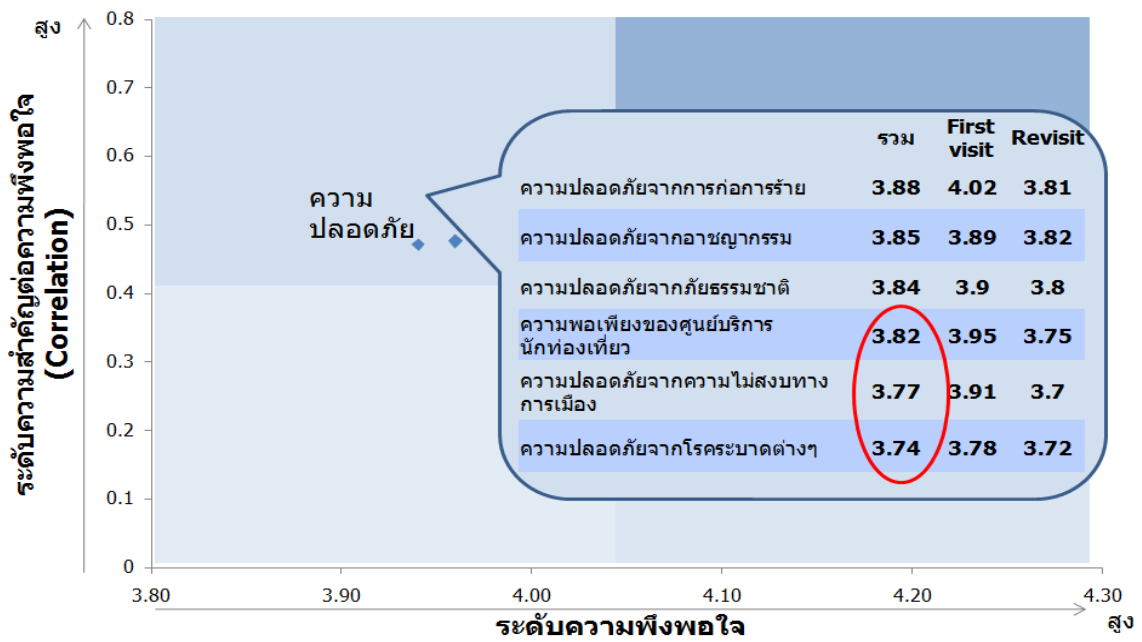 สูง
0.8
0.7
0.6
0.5
0.4
0.3
0.2
0.1
0
ระดับความสำคัญต่อความพึงพอใจ
(Correlation)
ความ
ปลอดภัย
รวม First visit Revisit
ความปลอดภัยจากการก่อการร้าย 3.88 4.02 3.81
ความปลอดภัยจากอาชญากรรม 3.85 3.89 3.82
ความปลอดภัยจากภัยธรรมชาติ 3.84 3.9 3.8
ความพอเพียงของศูนย์บริการ
นักท่องเที่ยว 3.82 3.95 3.75
ความปลอดภัยจากความไม่สงบทาง
การเมือง 3.77 3.91 3.7
ความปลอดภัยจากโรคระบาดต่างๆ 3.74 3.78 3.72
3.80 3.90 4.00 4.10 4.20 4.30
ระดับความพึงพอใจ สูง